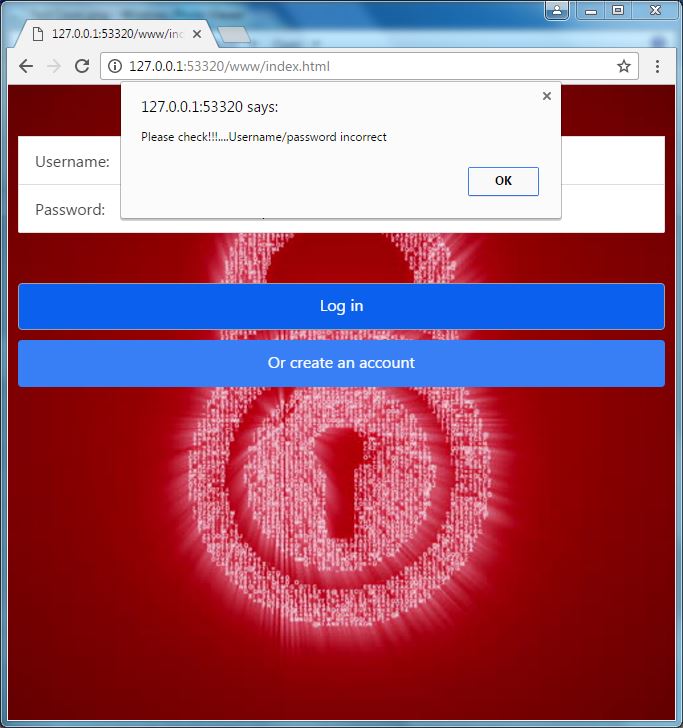 127.0.0.1:53320/www/inc
127.0.0.1:53320/www/index.html
127.0.0.1:53320 says:
Please check!!!....Username/password incorrect
OK
Username:
Password:
Log in
Or create an account